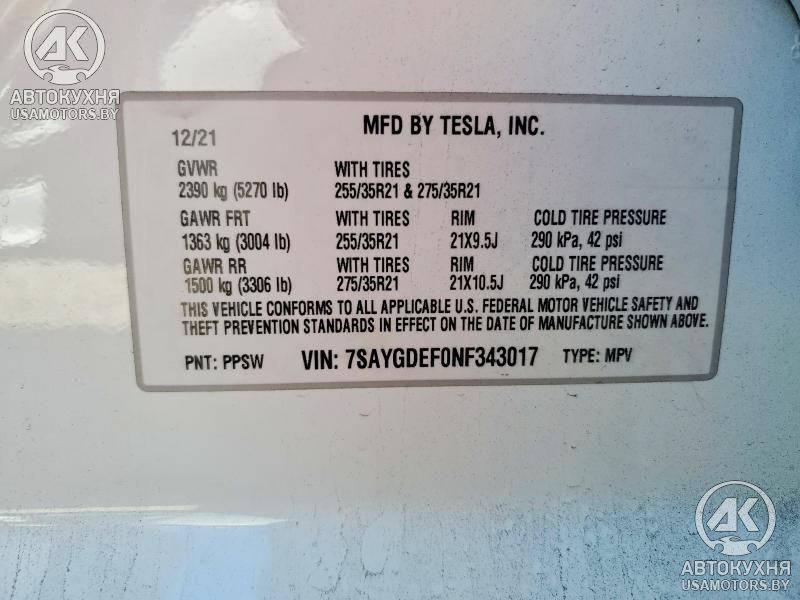 АК
АВТОКУХНЯ
USAMOTORS.BY
12/21 MFD BY TESLA, INC.
GVWR WITH TIRES
2390 kg (5270 lb) 255/35R21 & 275/35R21
GAWR FRT WITH TIRES RIM COLD TIRE PRESSURE
1363 kg (3004 lb) 255/35R21 21X9.5J 290 kPa, 42 psi
GAWR RR WITH TIRES RIM COLD TIRE PRESSURE
1500 kg (3306 lb) 275/35R21 21X10.5J 290 kPa, 42 psi
THIS VEHICLE CONFORMS TO ALL APPLICABLE U.S. FEDERAL MOTOR VEHICLE SAFETY AND
THEFT PREVENTION STANDARDS IN EFFECT ON THE DATE OF MANUFACTURE SHOWN ABOVE.
PNT: PPSW VIN: 7SAYGDEF0NF343017 TYPE: MPV
АК
АВТОКУХНЯ
USAMOTORS.BY